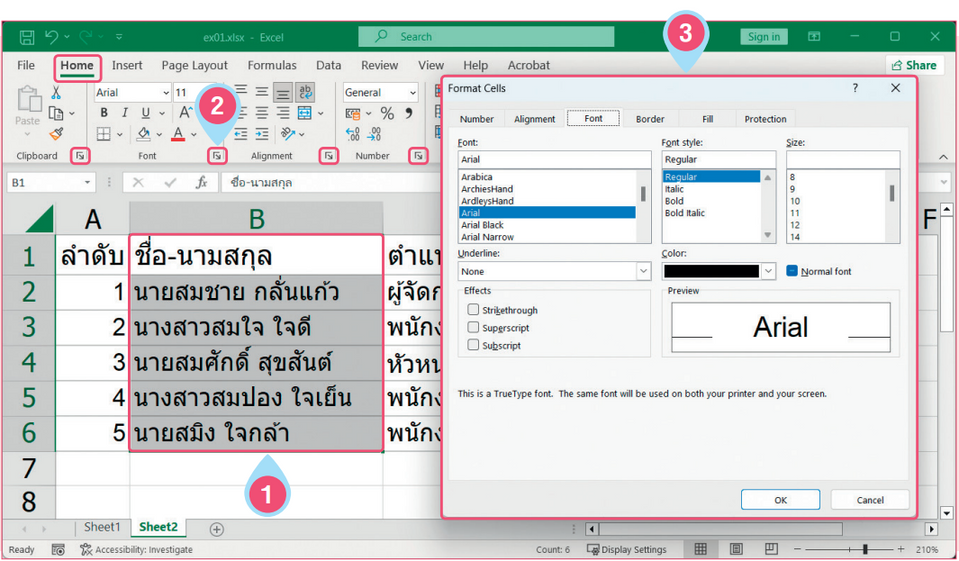 3
ex01.xlsx - Excel
Search
Sign in
File Home Insert Page Layout Formulas Data Review View Help Acrobat Share
Paste
Arial 11
B I U A
ab
General
% 9
2
Clipboard Font Alignment Number
B1
fx ชื่อ-นามสกุล
A B F
1 ลำดับ ชื่อ-นามสกุล ตำแห
2 1 นายสมชาย กลั่นแก้ว ผู้จัดก
3 2 นางสาวสมใจ ใจดี พนักง
4 3 นายสมศักดิ์ สุขสันต์ หัวหน
5 4 นางสาวสมปอง ใจเย็น พนักง
6 5 นายสมิง ใจกล้า พนักง
7
8
1
Format Cells ?
Number Alignment Font Border Fill Protection
Font: Font style: Size:
Arial Regular
Arabica Regular 8
ArchiesHand Italic 9
ArdleysHand Bold 10
Arial Bold Italic 11
Arial Black 12
Arial Narrow 14
Underline: Color:
None Normal font
Effects Preview
Strikethrough
Superscript
Subscript
Arial
This is a TrueType font. The same font will be used on both your printer and your screen.
OK Cancel
Sheet1 Sheet2
Ready Accessibility: Investigate Count: 6 Display Settings 210%